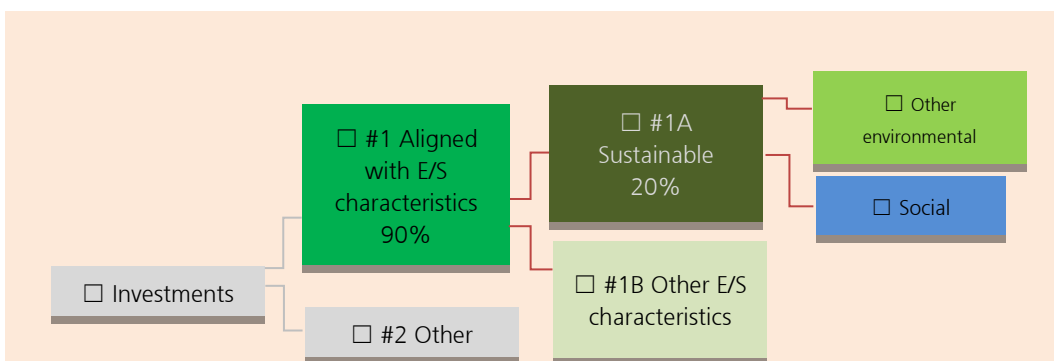 ☐ Investments
☐ #1 Aligned
with E/S
characteristics
90%
☐ #2 Other
☐ #1A
Sustainable
20%
☐ #1B Other E/S
characteristics
☐ Other
environmental
☐ Social